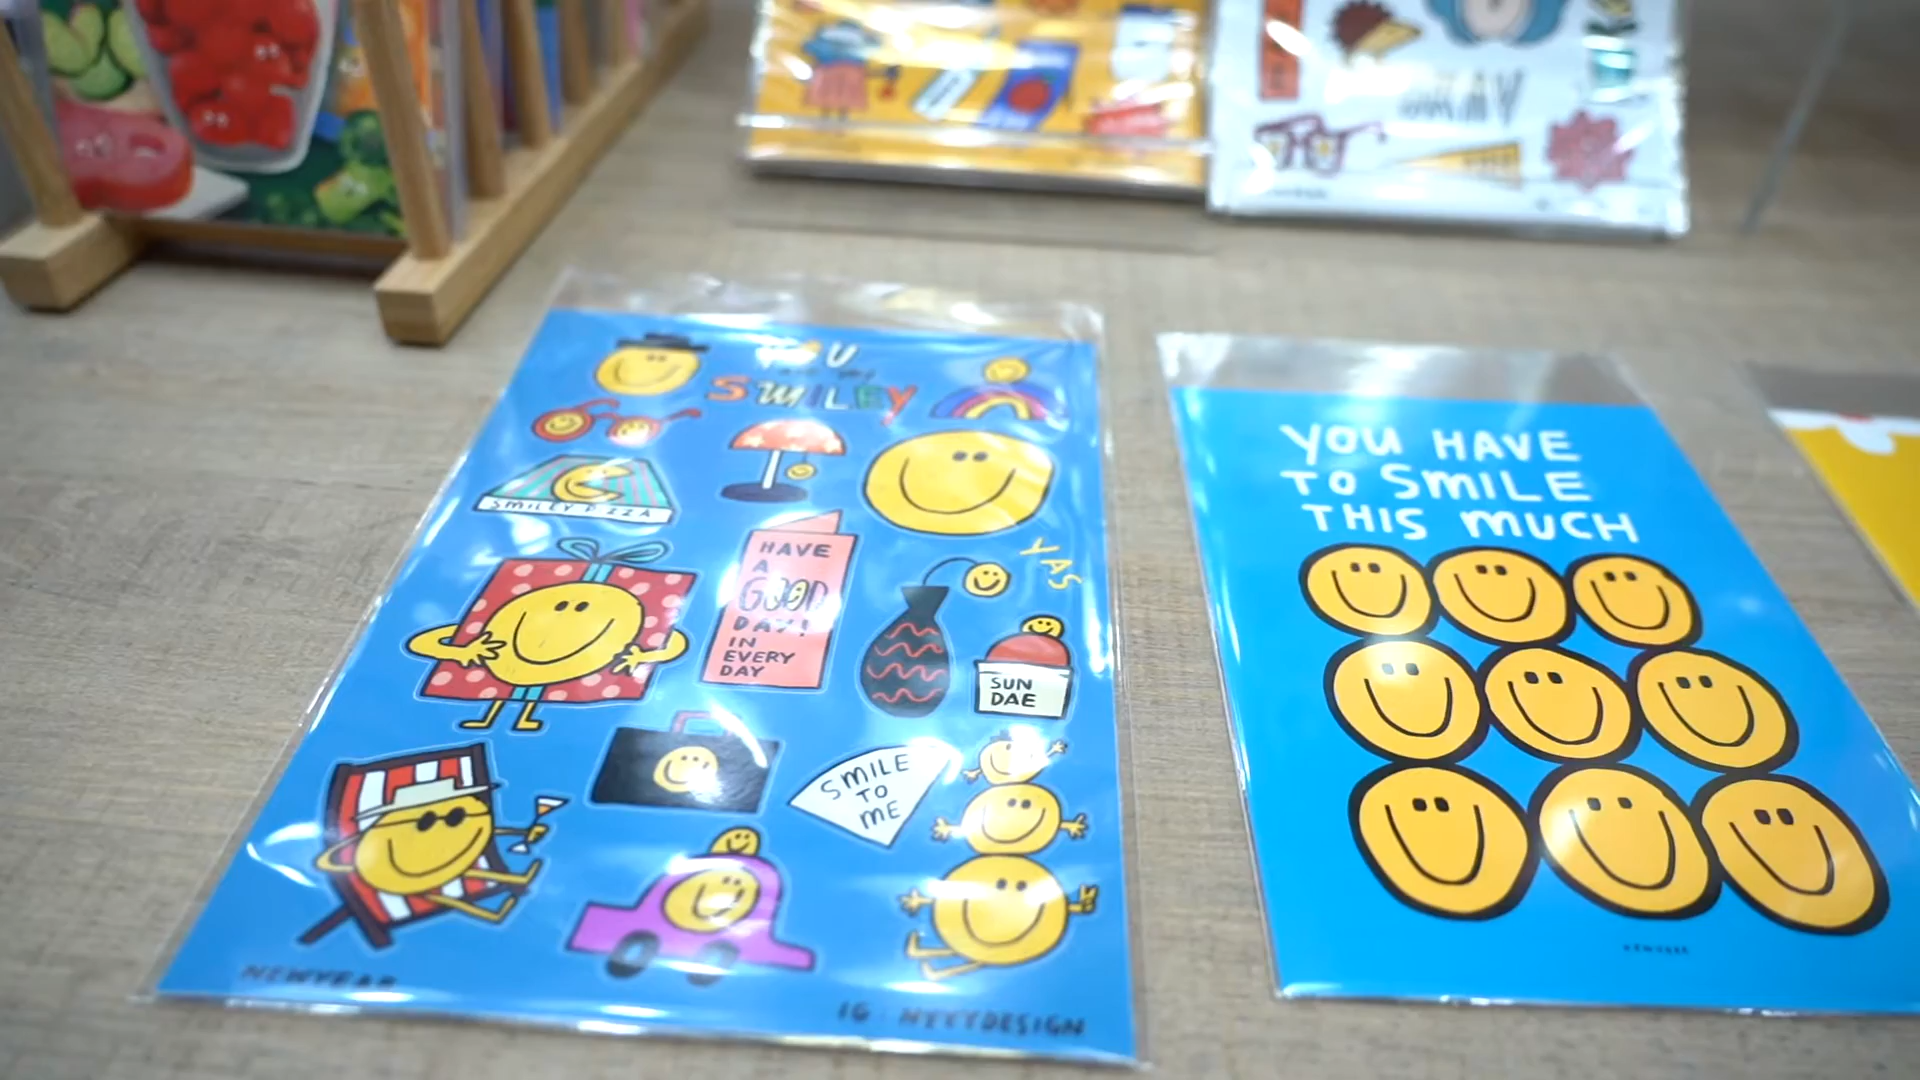 YOU
SMILEY
SMILEY PIZZA
HAVE
A
GOOD
DAY!
IN
EVERY
DAY
YAS
SUN
DAE
SMILE
TO
ME
NEWYEAR
IG
YOU HAVE
TO SMILE
THIS MUCH